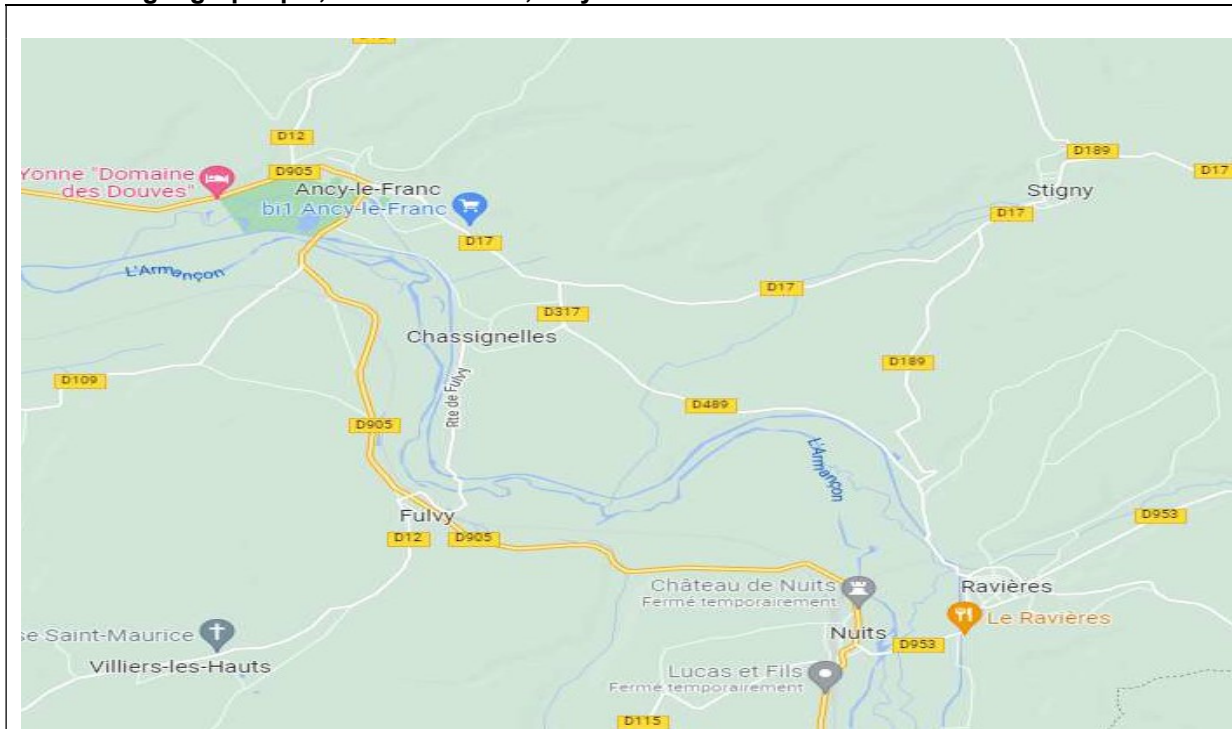 D12
D189
D17
Yonne "Domaine
des Douves"
D905
Ancy-le-Franc
bi1 Ancy-le-Franc
Stigny
D17
D17
L'Armançon
D17
D317
Chassignelles
D109
D189
Rte de Fulvy
D489
D905
L'Armançon
Fulvy
D953
D12
D905
Château de Nuits
Fermé temporairement
Ravières
Le Ravières
se Saint-Maurice
Nuits
D953
Villiers-les-Hauts
Lucas et Fils
Fermé temporairement
D115